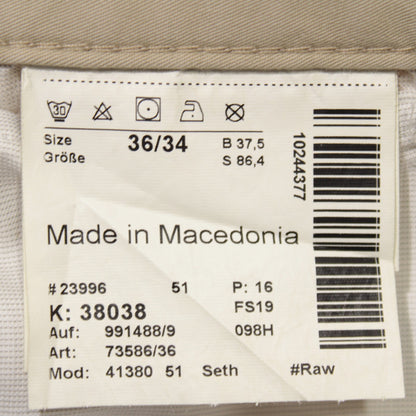 30
Size 36/34 B 37,5
Größe S 86,4
10244377
Made in Macedonia
# 23996 51 P: 16
K: 38038 FS19
Auf: 991488/9 098H
Art: 73586/36
Mod: 41380 51 Seth #Raw